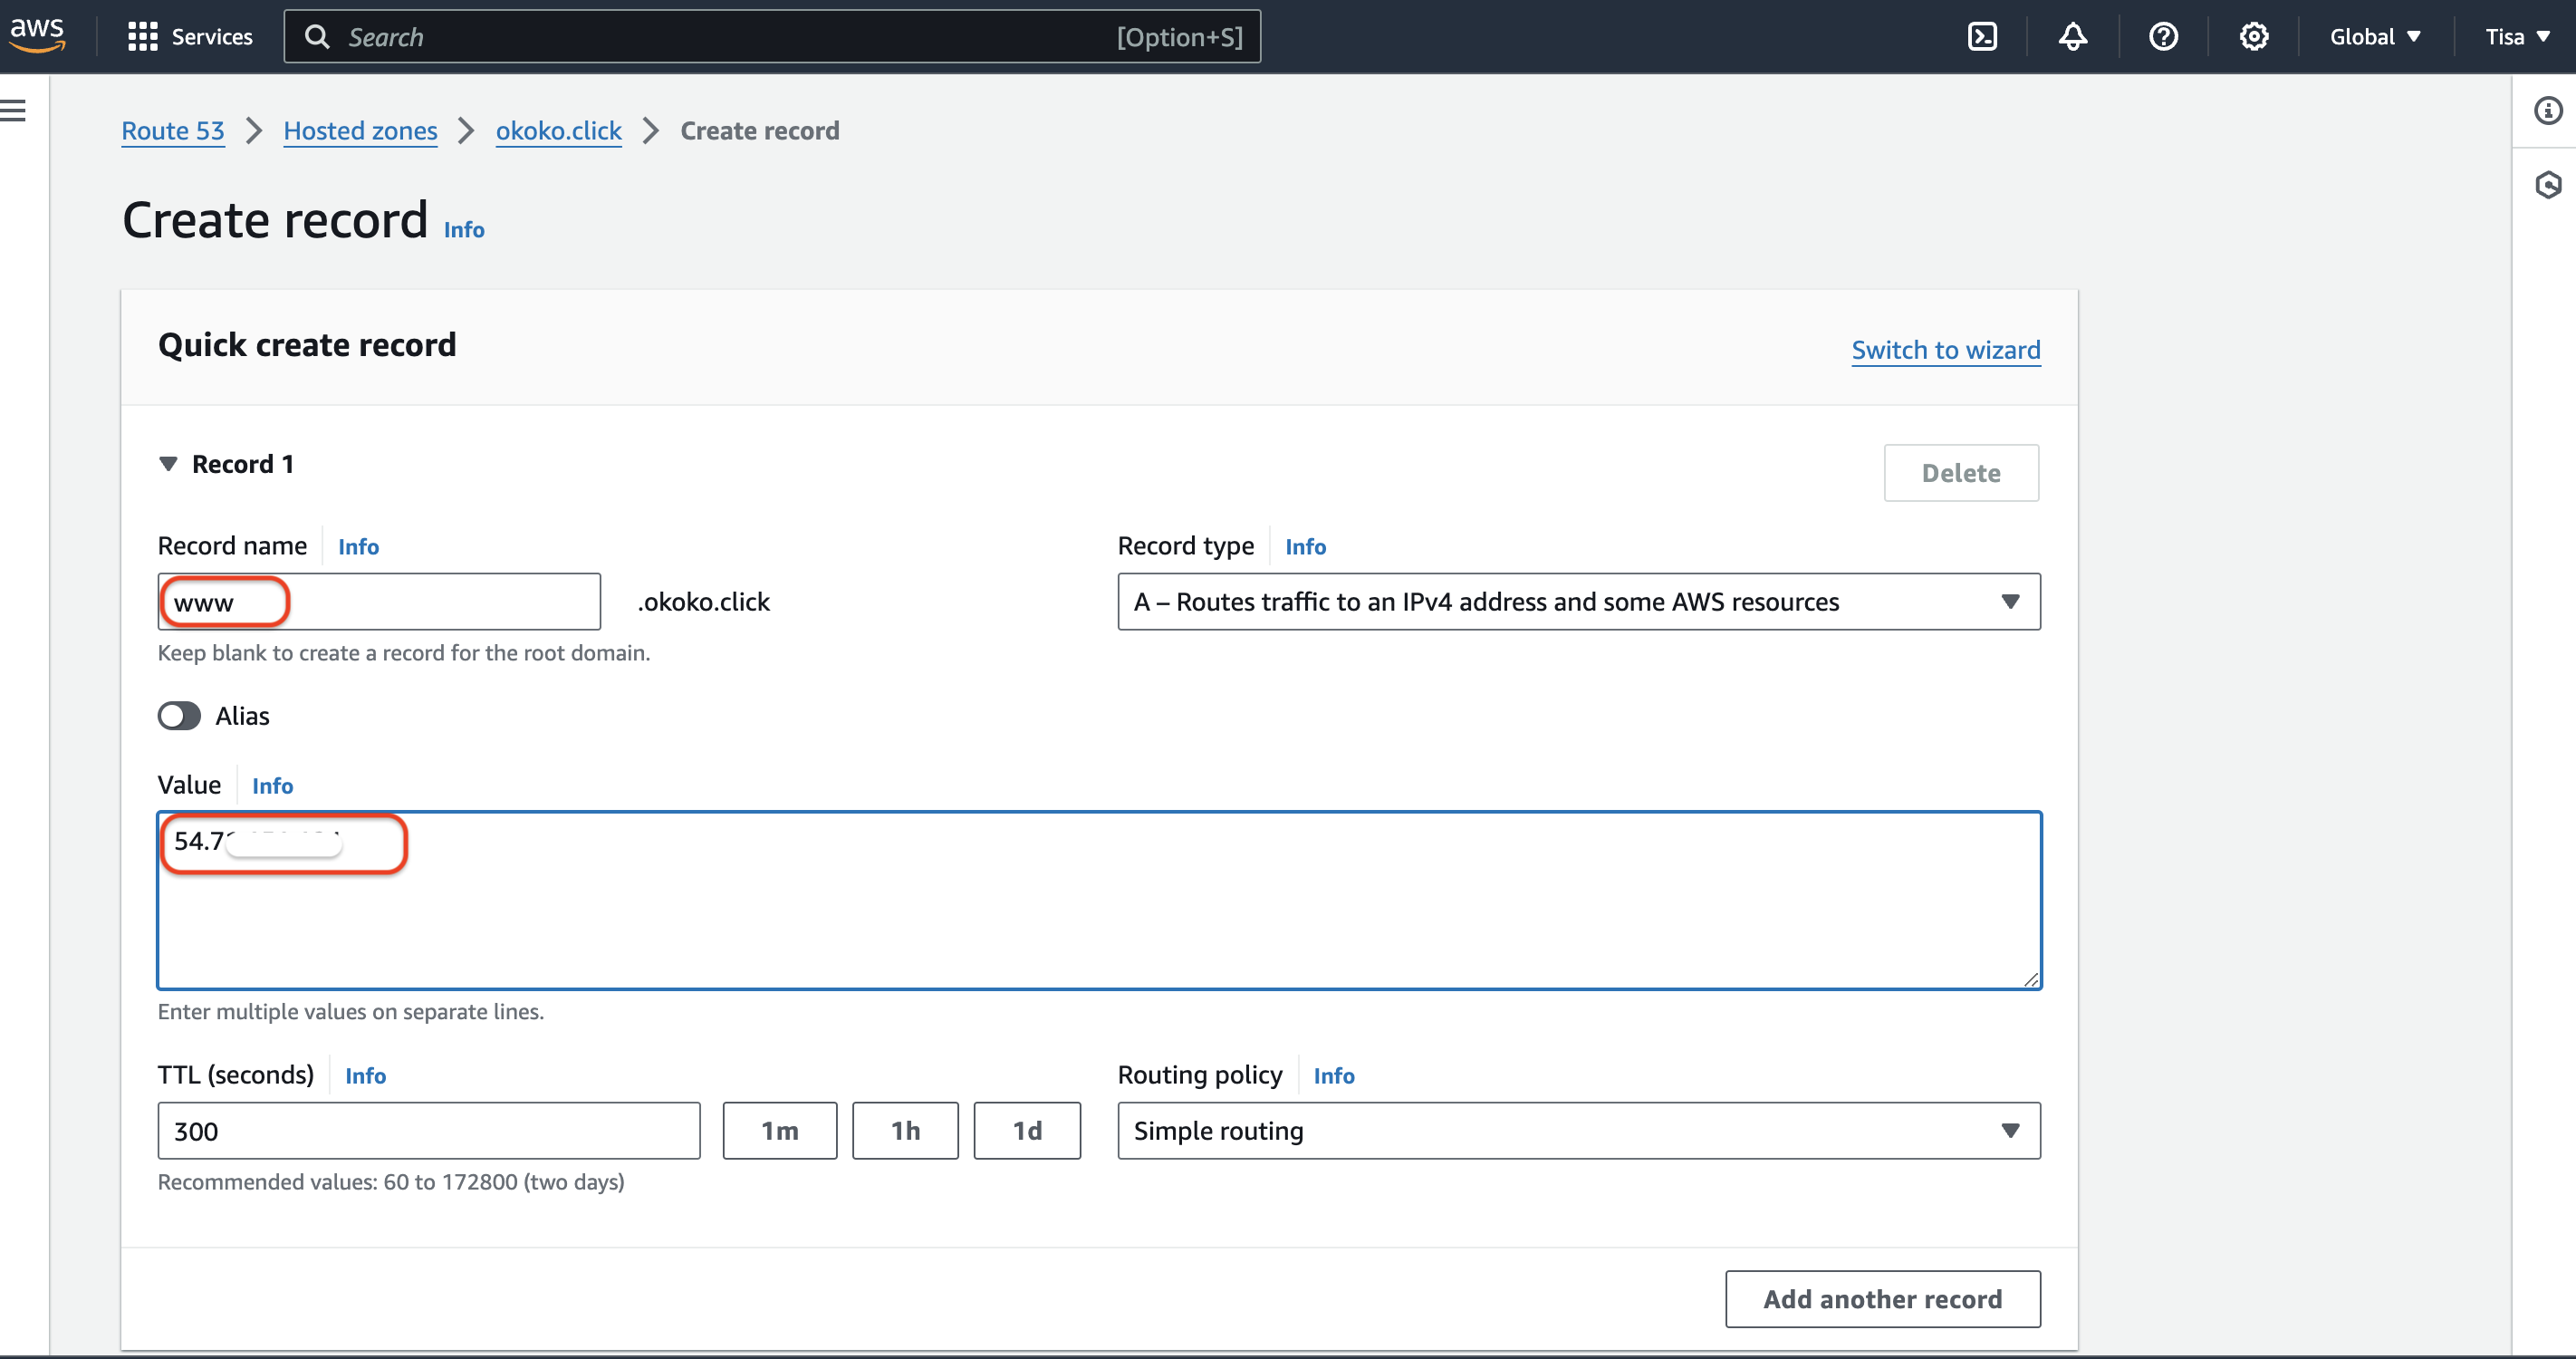 aws Services Search [Option+S] Global Tisa
Route 53 Hosted zones okoko.click Create record
Create record Info
Quick create record Switch to wizard
Record 1 Delete
Record name Info Record type Info
www .okoko.click A – Routes traffic to an IPv4 address and some AWS resources
Keep blank to create a record for the root domain.
Alias
Value Info
54.7
Enter multiple values on separate lines.
TTL (seconds) Info Routing policy Info
300 1m 1h 1d Simple routing
Recommended values: 60 to 172800 (two days)
Add another record